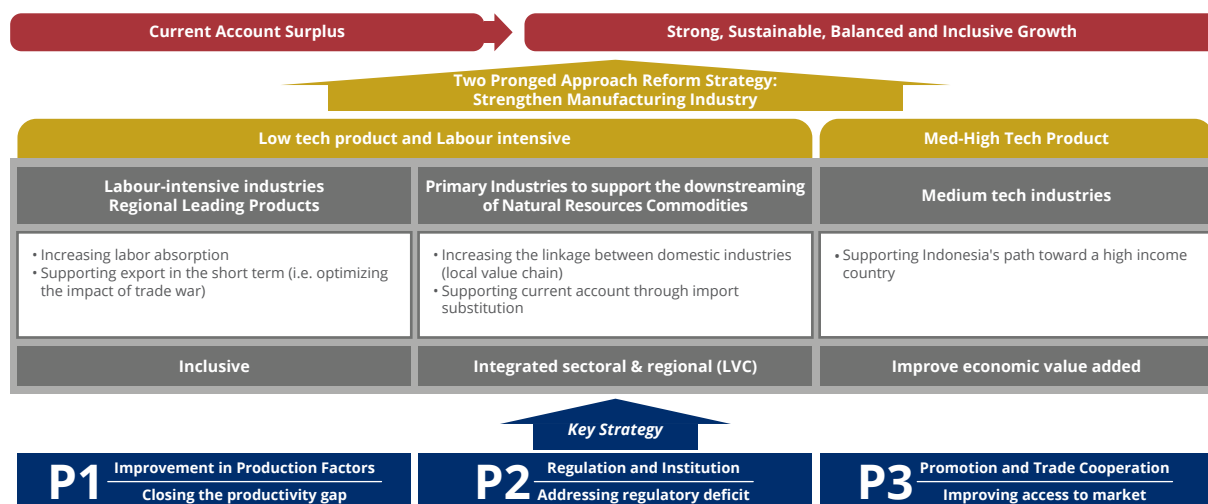 Current Account Surplus
Strong, Sustainable, Balanced and Inclusive Growth
Two Pronged Approach Reform Strategy:
Strengthen Manufacturing Industry
Low tech product and Labour intensive
Med-High Tech Product
Labour-intensive industries
Regional Leading Products
Primary Industries to support the downstreaming
of Natural Resources Commodities
Medium tech industries
• Increasing labor absorption
• Supporting export in the short term (i.e. optimizing
the impact of trade war)
• Increasing the linkage between domestic industries
(local value chain)
• Supporting current account through import
substitution
• Supporting Indonesia's path toward a high income
country
Inclusive
Integrated sectoral & regional (LVC)
Improve economic value added
Key Strategy
P1
Improvement in Production Factors
Closing the productivity gap
P2
Regulation and Institution
Addressing regulatory deficit
P3
Promotion and Trade Cooperation
Improving access to market